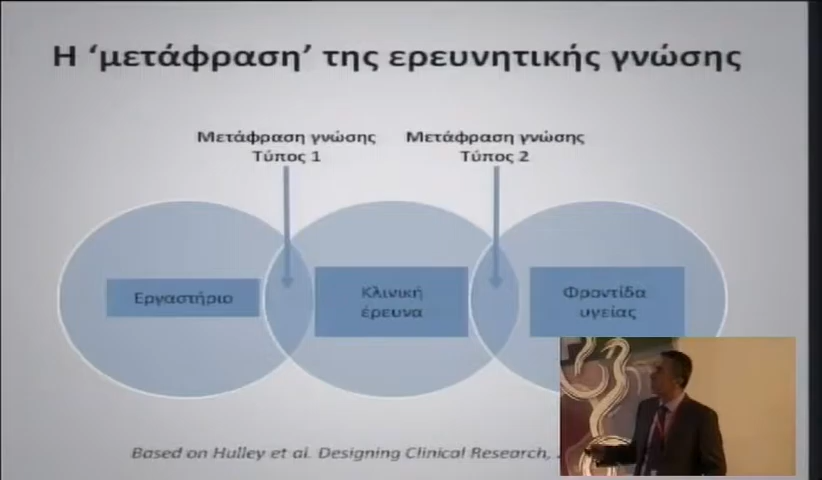 Η ‘μετάφραση’ της ερευνητικής γνώσης
Μετάφραση γνώσης
Τύπος 1
Μετάφραση γνώσης
Τύπος 2
Εργαστήριο
Κλινική
έρευνα
Φροντίδα
υγείας
Based on Hulley et al. Designing Clinical Research,